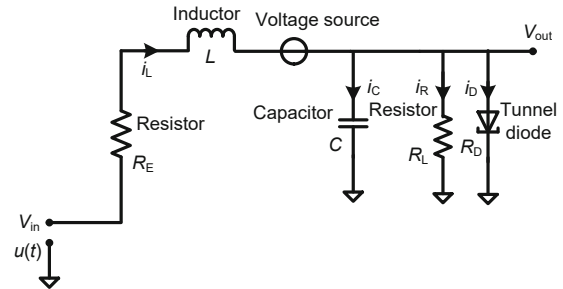 Inductor
Voltage source
V_out
i_L
L
i_C
i_R
i_D
Capacitor
Resistor
Tunnel
diode
Resistor
C
R_L
R_D
R_E
V_in
u(t)